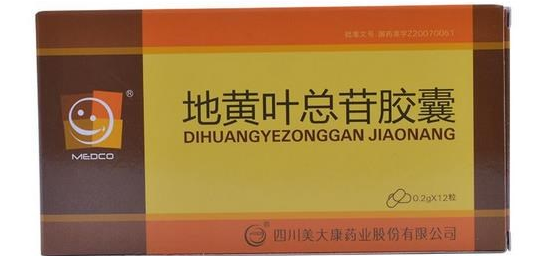 批准文号:国药准字Z20070061
地黄叶总苷胶囊
DIHUANGYEZONGGAN JIAONANG
®
MEDCO
0.2gX12粒
®
四川美大康药业股份有限公司